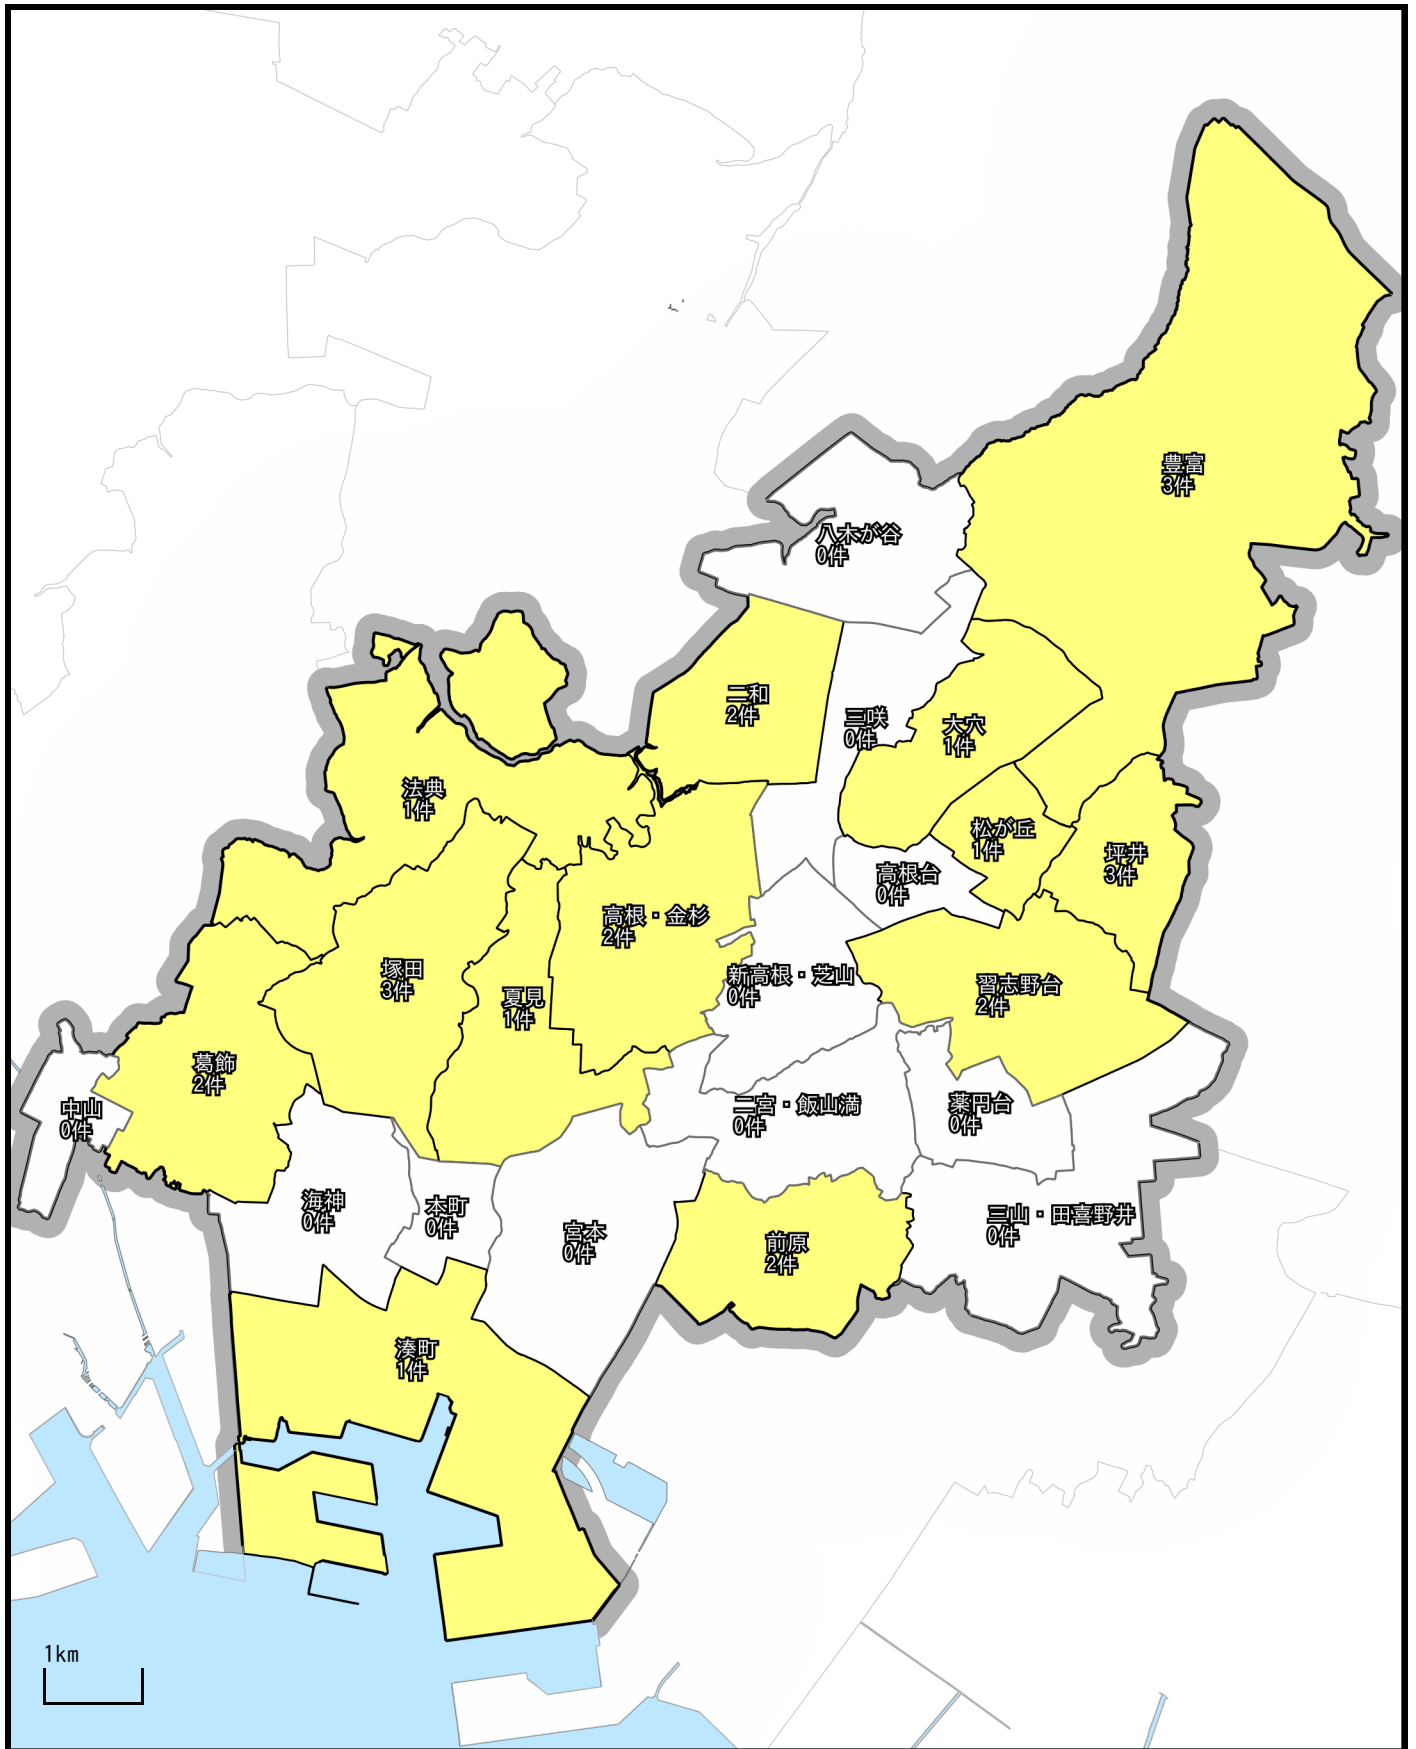 豊富
3件
八木が谷
0件
二和
2件
三咲
0件
大穴
1件
法典
1件
松が丘
1件
坪井
3件
高根台
0件
高根・金杉
2件
塚田
3件
新高根・芝山
0件
習志野台
2件
夏見
1件
葛飾
2件
中山
0件
二宮・飯山満
0件
薬円台
0件
海神
0件
本町
0件
宮本
0件
三山・田喜野井
0件
前原
2件
湊町
1件
1km